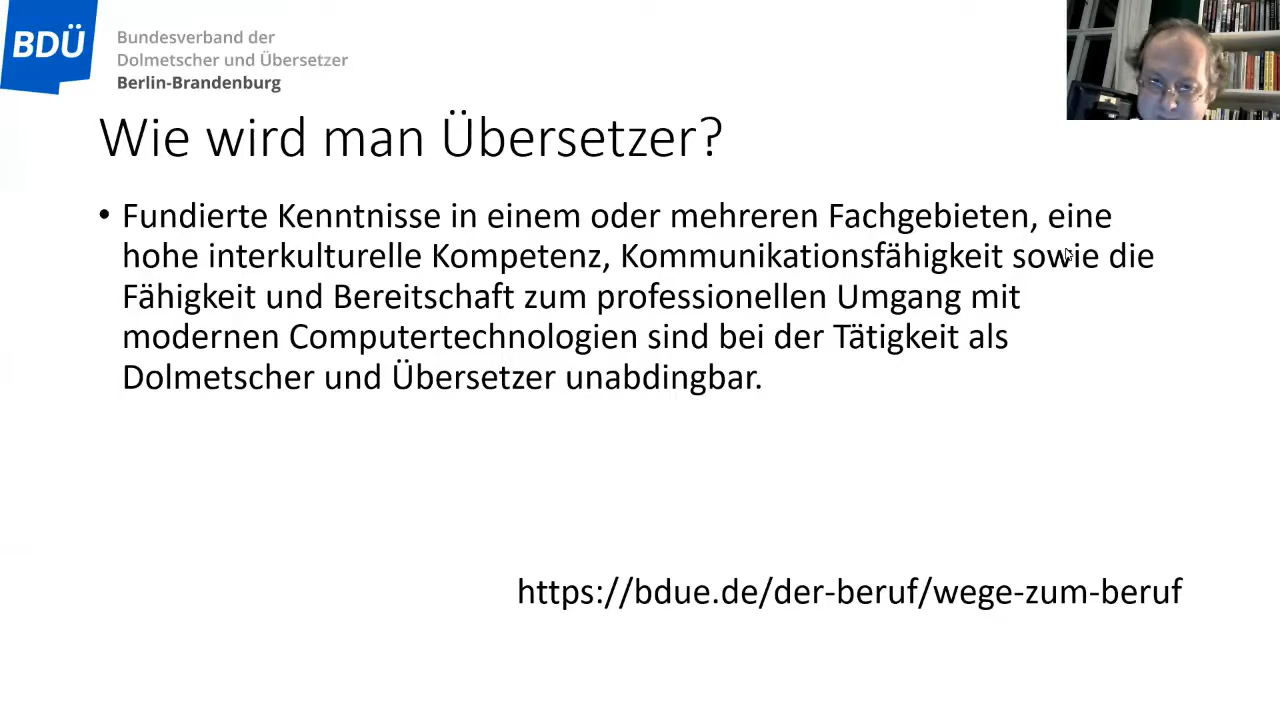 BDÜ
Bundesverband der
Dolmetscher und Übersetzer
Berlin-Brandenburg
Wie wird man Übersetzer?
• Fundierte Kenntnisse in einem oder mehreren Fachgebieten, eine
hohe interkulturelle Kompetenz, Kommunikationsfähigkeit sowie die
Fähigkeit und Bereitschaft zum professionellen Umgang mit
modernen Computertechnologien sind bei der Tätigkeit als
Dolmetscher und Übersetzer unabdingbar.
https://bdue.de/der-beruf/wege-zum-beruf